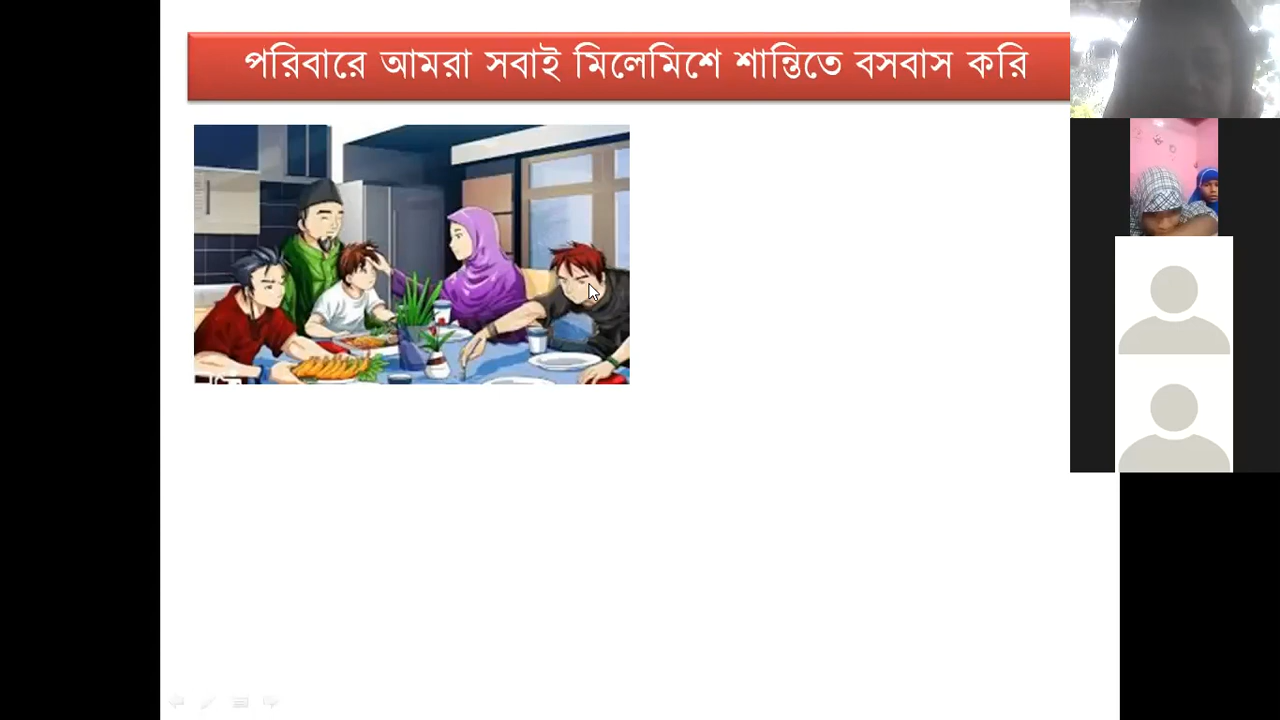 পরিবারে আমরা সবাই মিলেমিশে শান্তিতে বসবাস করি